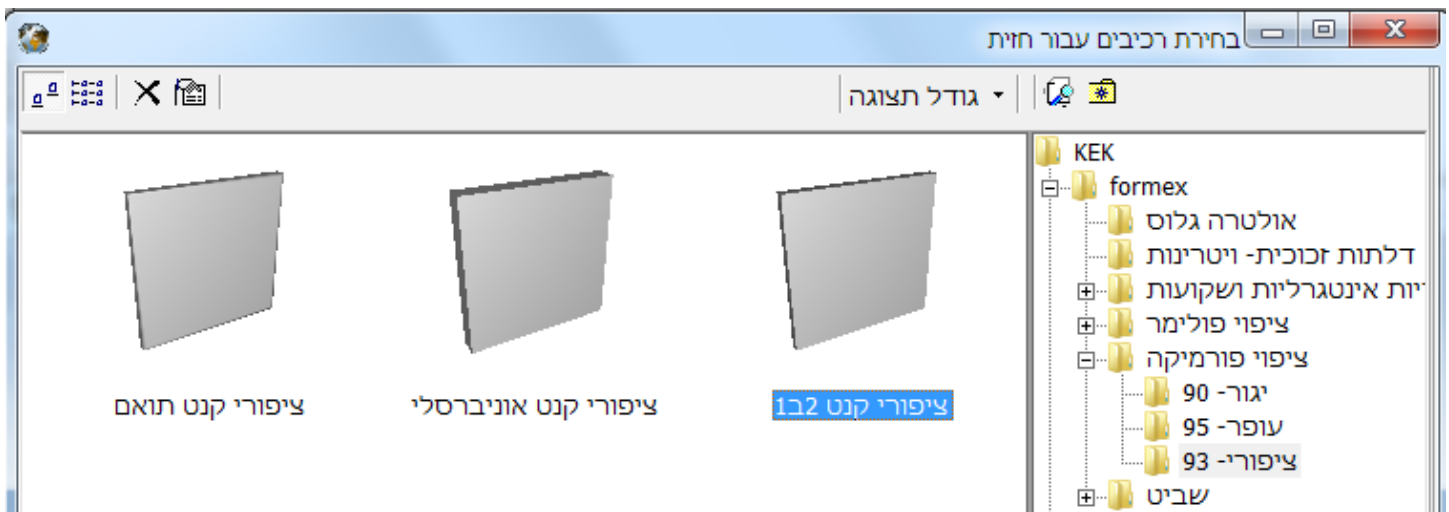 בחירת רכיבים עבור חזית
גודל תצוגה
KEK
formex
אולטרה גלוס
דלתות זכוכית- ויטרינות
יות אינטגרליות ושקועות
ציפוי פולימר
ציפוי פורמיקה
יגור- 90
עופר- 95
ציפורי- 93
שביט
ציפורי קנט 2ב1
ציפורי קנט אוניברסלי
ציפורי קנט תואם